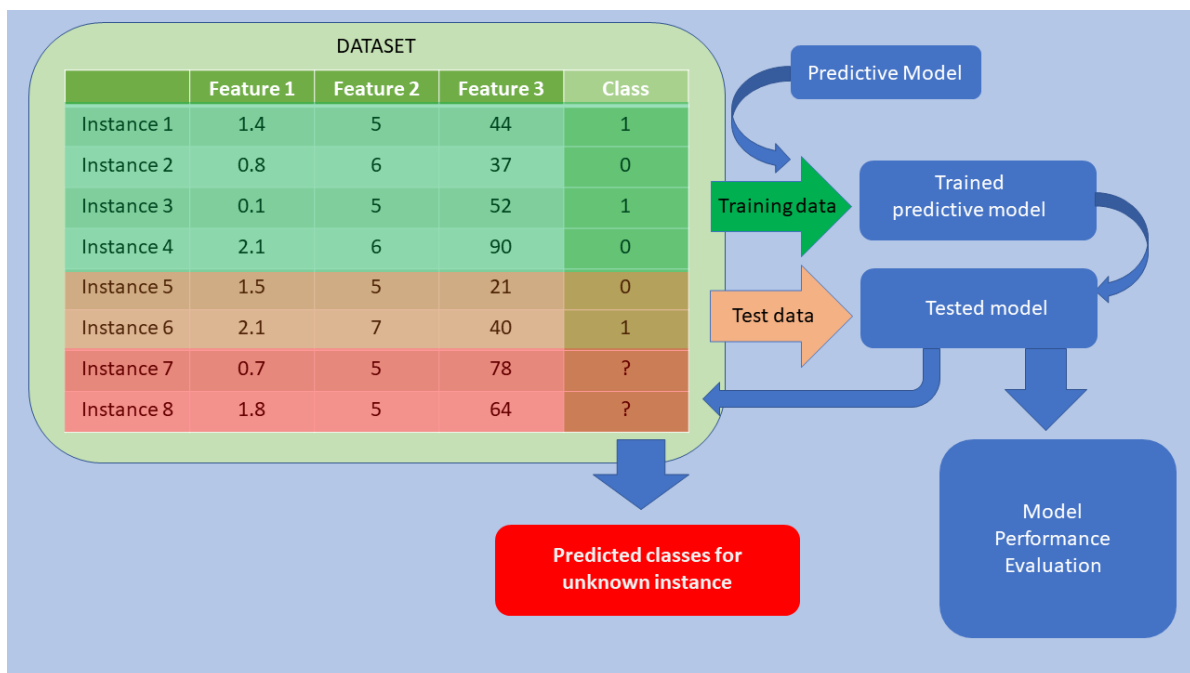 DATASET
Feature 1 Feature 2 Feature 3 Class
Instance 1 1.4 5 44 1
Instance 2 0.8 6 37 0
Instance 3 0.1 5 52 1
Instance 4 2.1 6 90 0
Instance 5 1.5 5 21 0
Instance 6 2.1 7 40 1
Instance 7 0.7 5 78 ?
Instance 8 1.8 5 64 ?
Predictive Model
Training data
Trained
predictive model
Test data
Tested model
Predicted classes for
unknown instance
Model
Performance
Evaluation